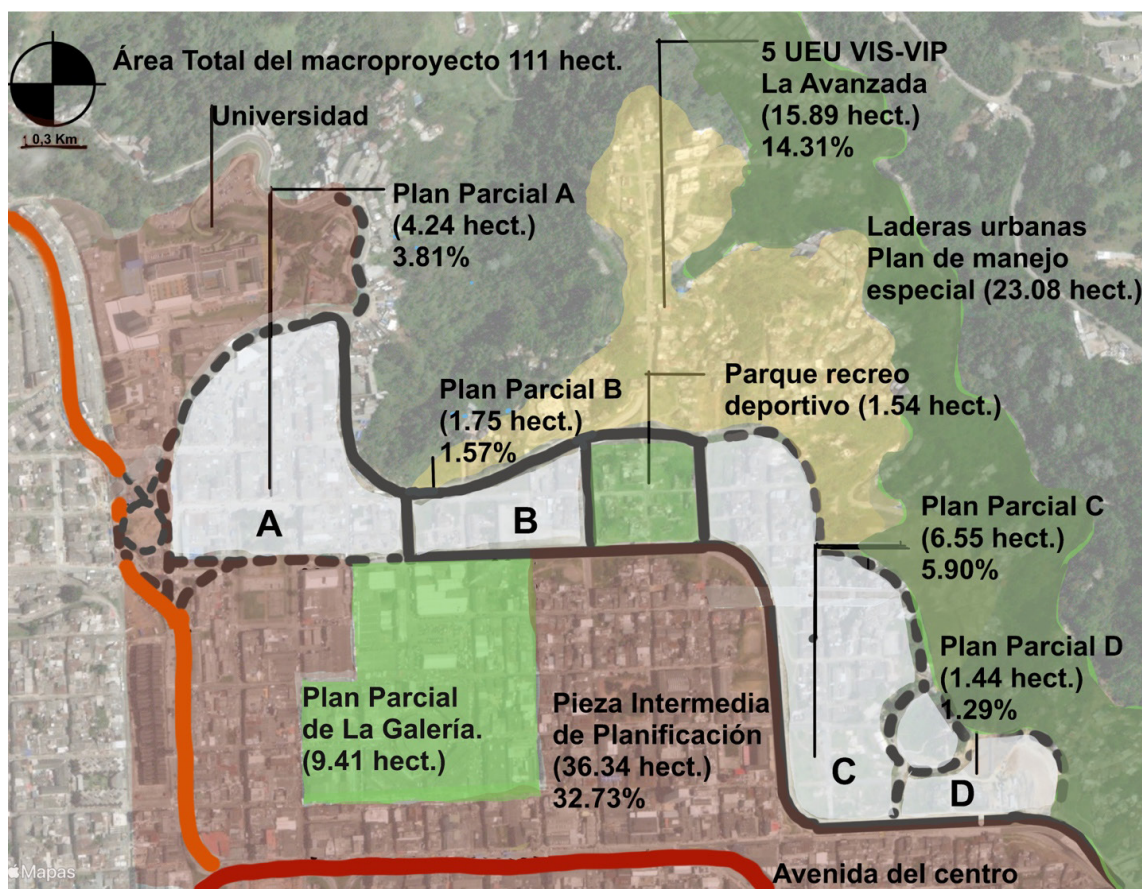 Área Total del macroproyecto 111 hect.
0,3 Km
Universidad
5 UEU VIS-VIP
La Avanzada
(15.89 hect.)
14.31%
Plan Parcial A
(4.24 hect.)
3.81%
Laderas urbanas
Plan de manejo
especial (23.08 hect.)
Plan Parcial B
(1.75 hect.)
1.57%
Parque recreo
deportivo (1.54 hect.)
A
B
Plan Parcial C
(6.55 hect.)
5.90%
Plan Parcial D
(1.44 hect.)
1.29%
Plan Parcial
de La Galería.
(9.41 hect.)
Pieza Intermedia
de Planificación
(36.34 hect.)
32.73%
C
D
Avenida del centro
Mapas